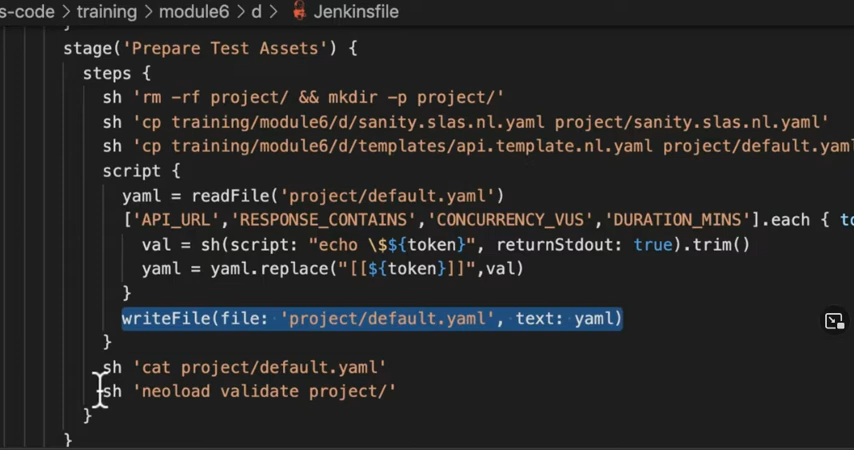 s-code > training > module6 > d > Jenkinsfile
}
stage('Prepare Test Assets') {
steps {
sh 'rm -rf project/ && mkdir -p project/'
sh 'cp training/module6/d/sanity.slas.nl.yaml project/sanity.slas.nl.yaml'
sh 'cp training/module6/d/templates/api.template.nl.yaml project/default.yaml
script {
yaml = readFile('project/default.yaml')
['API_URL','RESPONSE_CONTAINS','CONCURRENCY_VUS','DURATION_MINS'].each { to
val = sh(script: "echo \$${token}", returnStdout: true).trim()
yaml = yaml.replace("[[${token}]]",val)
}
writeFile(file: 'project/default.yaml', text: yaml)
}
sh 'cat project/default.yaml'
sh 'neoload validate project/'
}
}